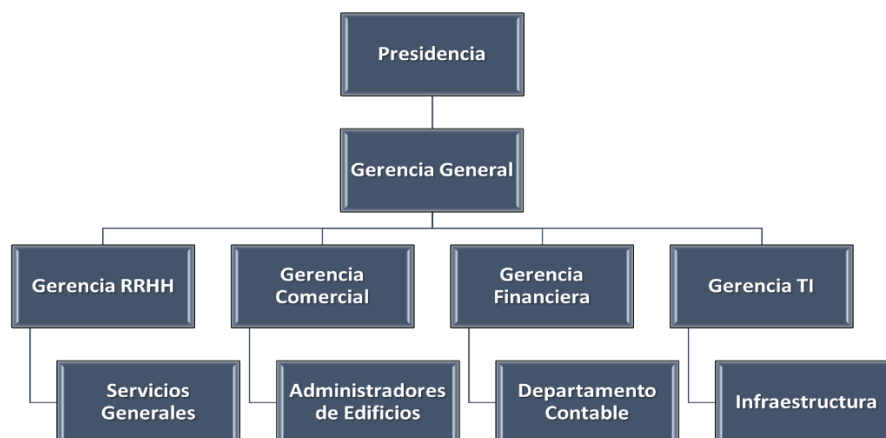 Presidencia
Gerencia General
Gerencia RRHH
Gerencia
Comercial
Gerencia
Financiera
Gerencia TI
Servicios
Generales
Administradores
de Edificios
Departamento
Contable
Infraestructura